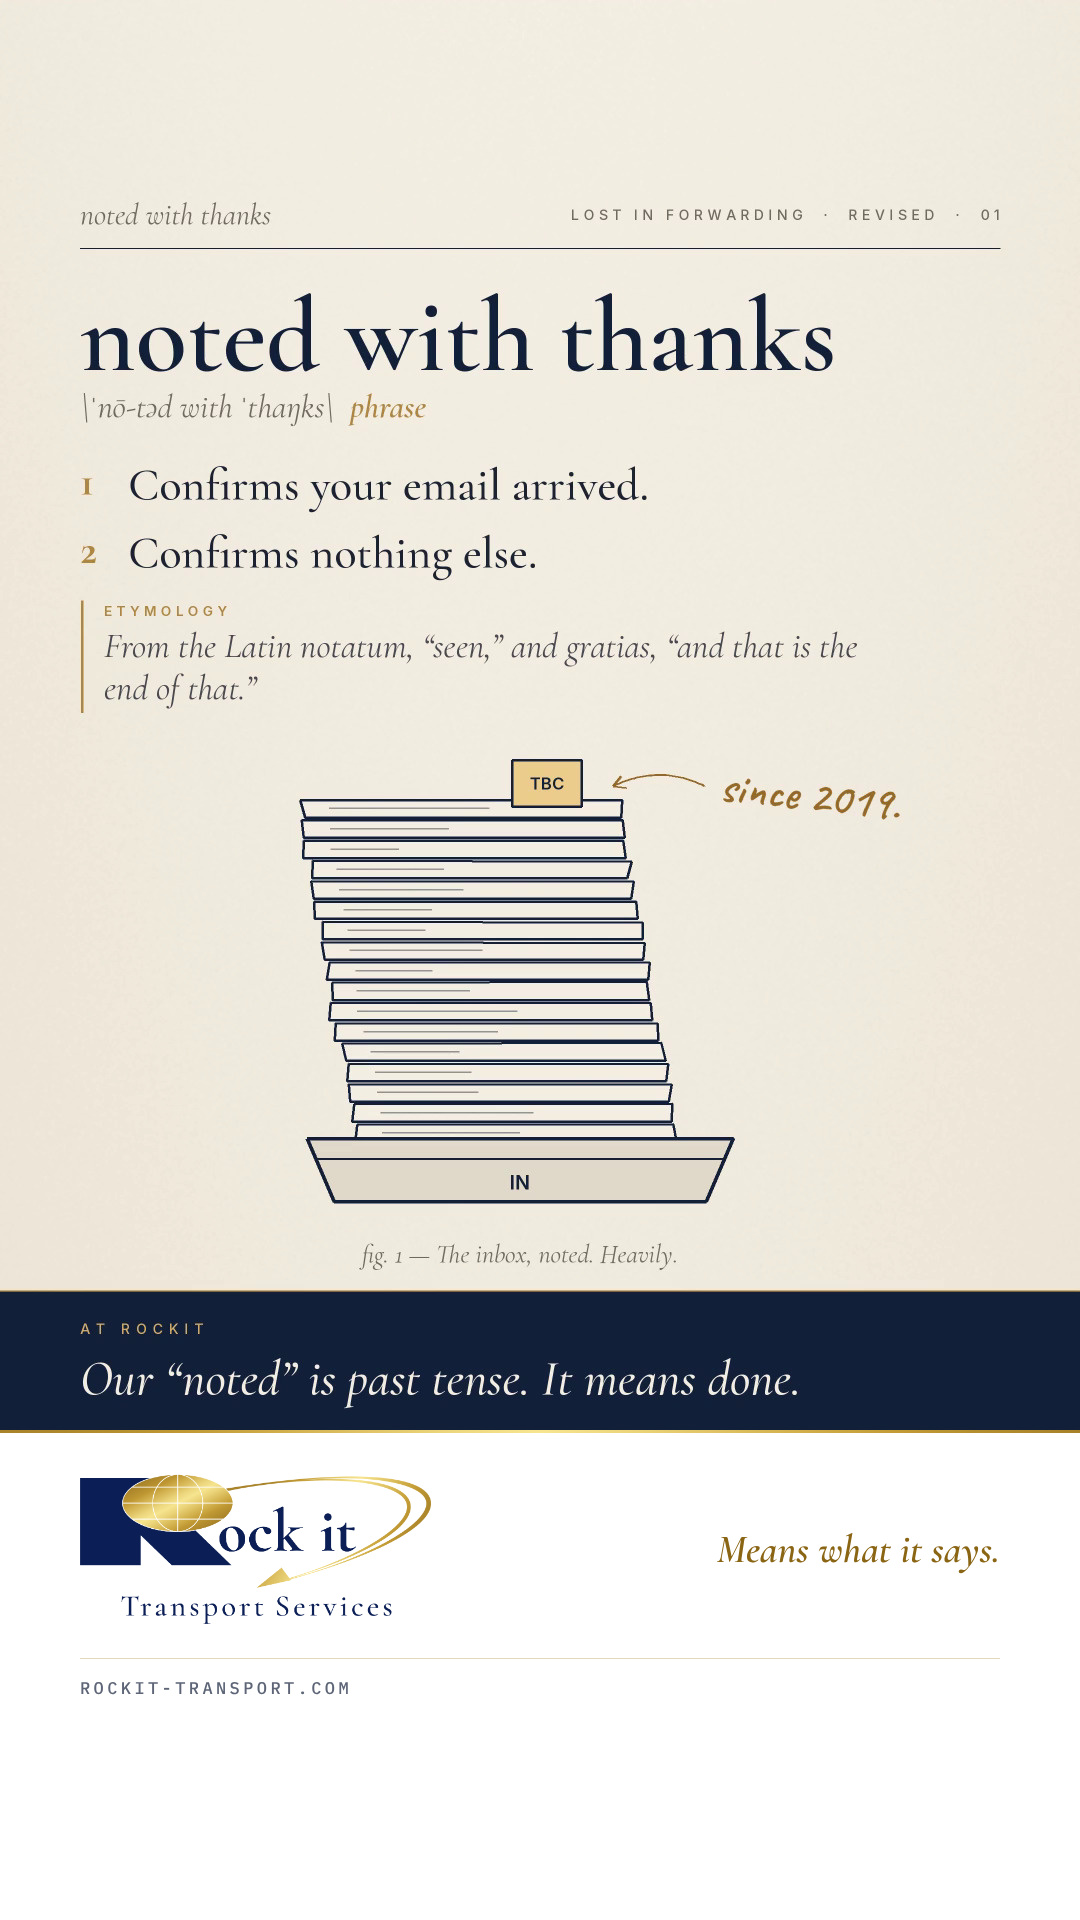 noted with thanks
LOST IN FORWARDING · REVISED · 01
noted with thanks
\ˈnō-təd with ˈthaŋks\ phrase
1 Confirms your email arrived.
2 Confirms nothing else.
ETYMOLOGY
From the Latin notatum, “seen,” and gratias, “and that is the
end of that.”
TBC
since 2019.
IN
fig. 1 — The inbox, noted. Heavily.
AT ROCKIT
Our “noted” is past tense. It means done.
Rock it
Transport Services
Means what it says.
ROCKIT-TRANSPORT.COM